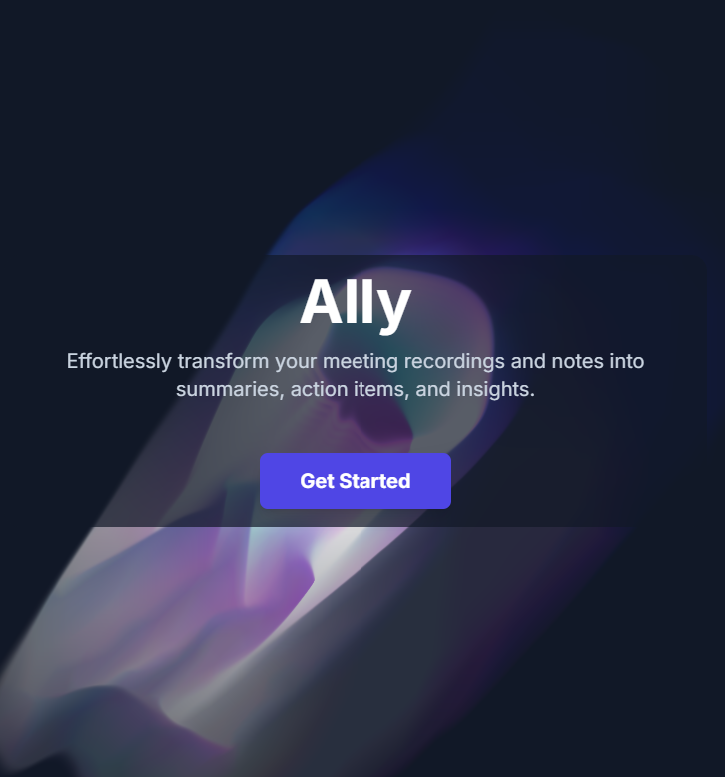 Ally
Effortlessly transform your meeting recordings and notes into
summaries, action items, and insights.
Get Started